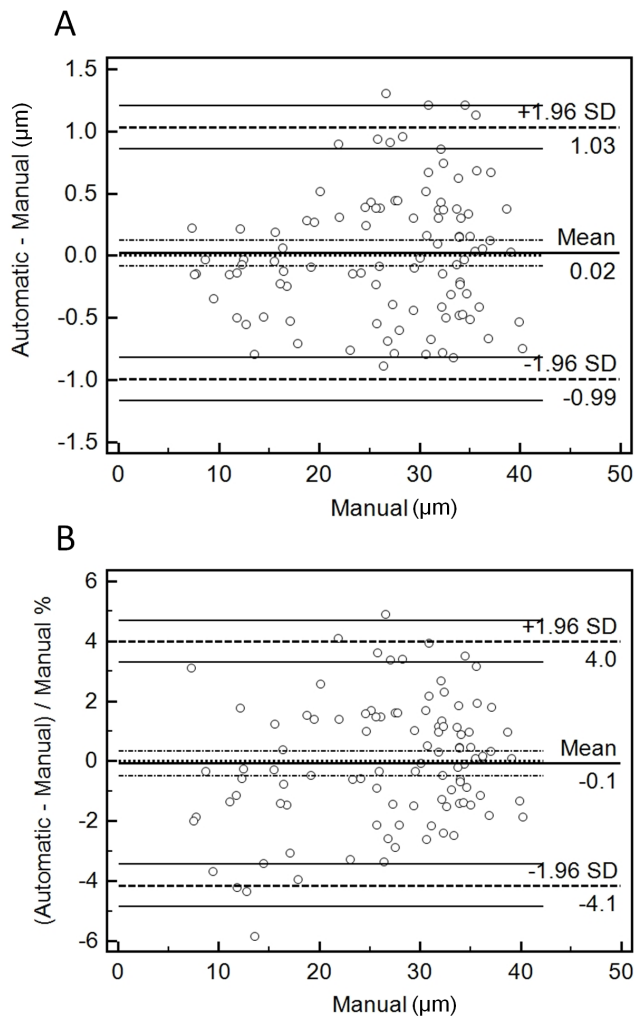 A
1.5
1.0
0.5
0.0
-0.5
-1.0
-1.5
Automatic - Manual (µm)
+1.96 SD
1.03
Mean
0.02
-1.96 SD
-0.99
0 10 20 30 40 50
Manual (µm)
B
6
4
2
0
-2
-4
-6
(Automatic - Manual) / Manual %
+1.96 SD
4.0
Mean
-0.1
-1.96 SD
-4.1
0 10 20 30 40 50
Manual (µm)